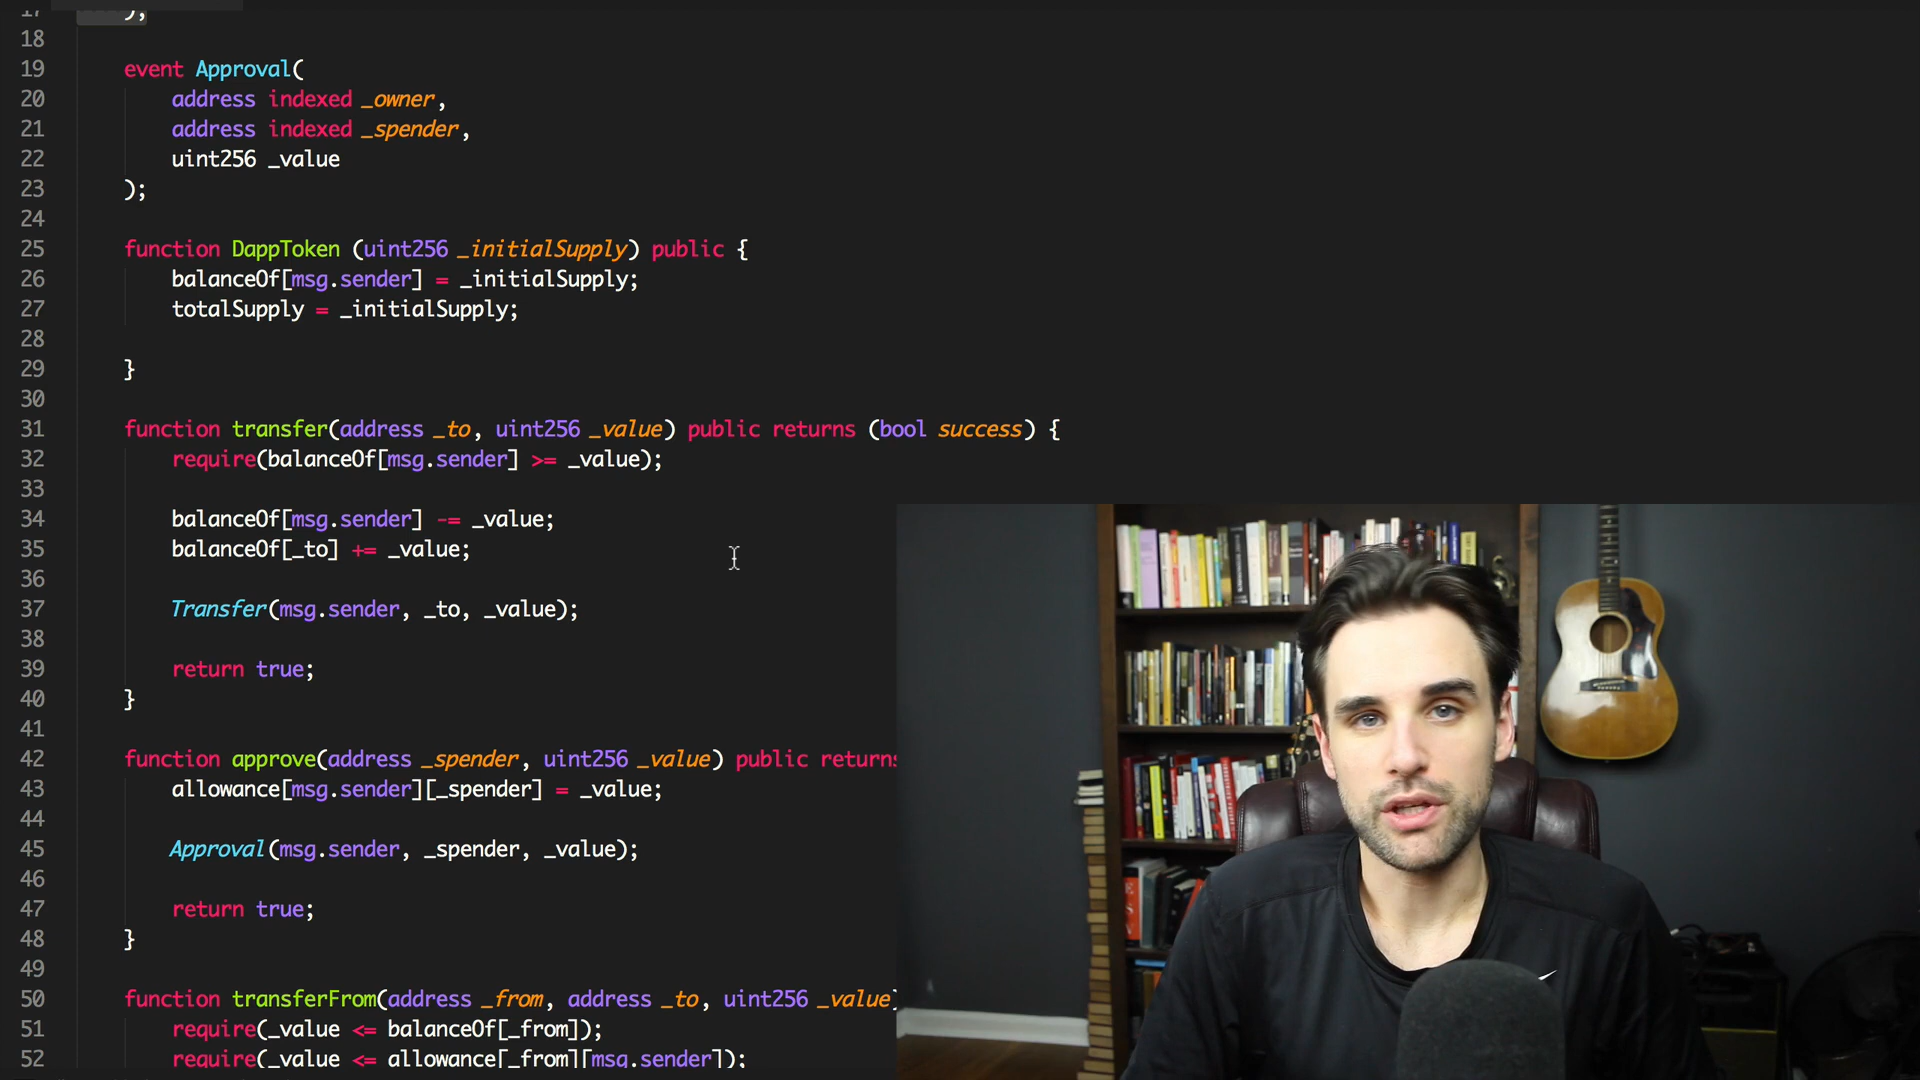 17 );
18
19 event Approval(
20 address indexed _owner,
21 address indexed _spender,
22 uint256 _value
23 );
24
25 function DappToken (uint256 _initialSupply) public {
26 balanceOf[msg.sender] = _initialSupply;
27 totalSupply = _initialSupply;
28
29 }
30
31 function transfer(address _to, uint256 _value) public returns (bool success) {
32 require(balanceOf[msg.sender] >= _value);
33
34 balanceOf[msg.sender] -= _value;
35 balanceOf[_to] += _value;
36
37 Transfer(msg.sender, _to, _value);
38
39 return true;
40 }
41
42 function approve(address _spender, uint256 _value) public returns
43 allowance[msg.sender][_spender] = _value;
44
45 Approval(msg.sender, _spender, _value);
46
47 return true;
48 }
49
50 function transferFrom(address _from, address _to, uint256 _value)
51 require(_value <= balanceOf[_from]);
52 require(_value <= allowance[_from][msg.sender]);